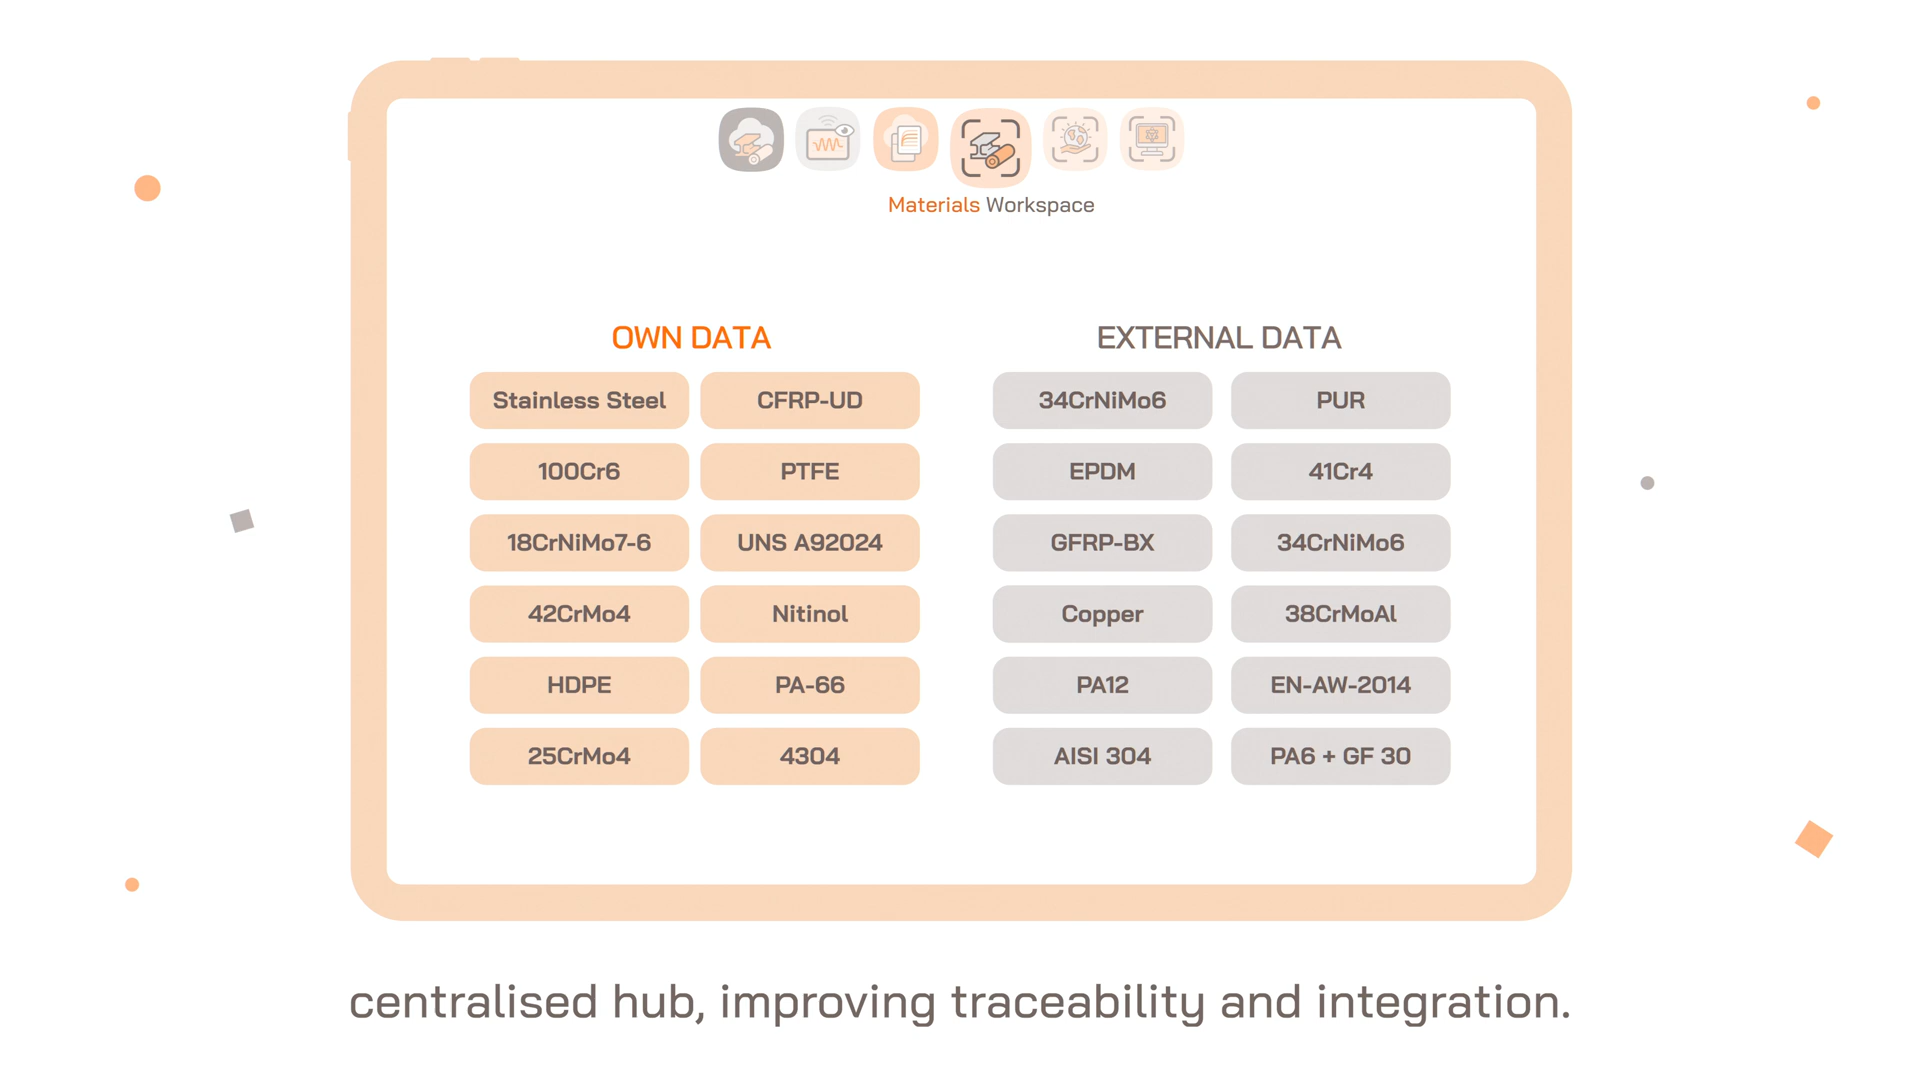 Materials Workspace
OWN DATA
Stainless Steel
CFRP-UD
100Cr6
PTFE
18CrNiMo7-6
UNS A92024
42CrMo4
Nitinol
HDPE
PA-66
25CrMo4
4304
EXTERNAL DATA
34CrNiMo6
PUR
EPDM
41Cr4
GFRP-BX
34CrNiMo6
Copper
38CrMoAl
PA12
EN-AW-2014
AISI 304
PA6 + GF 30
centralised hub, improving traceability and integration.